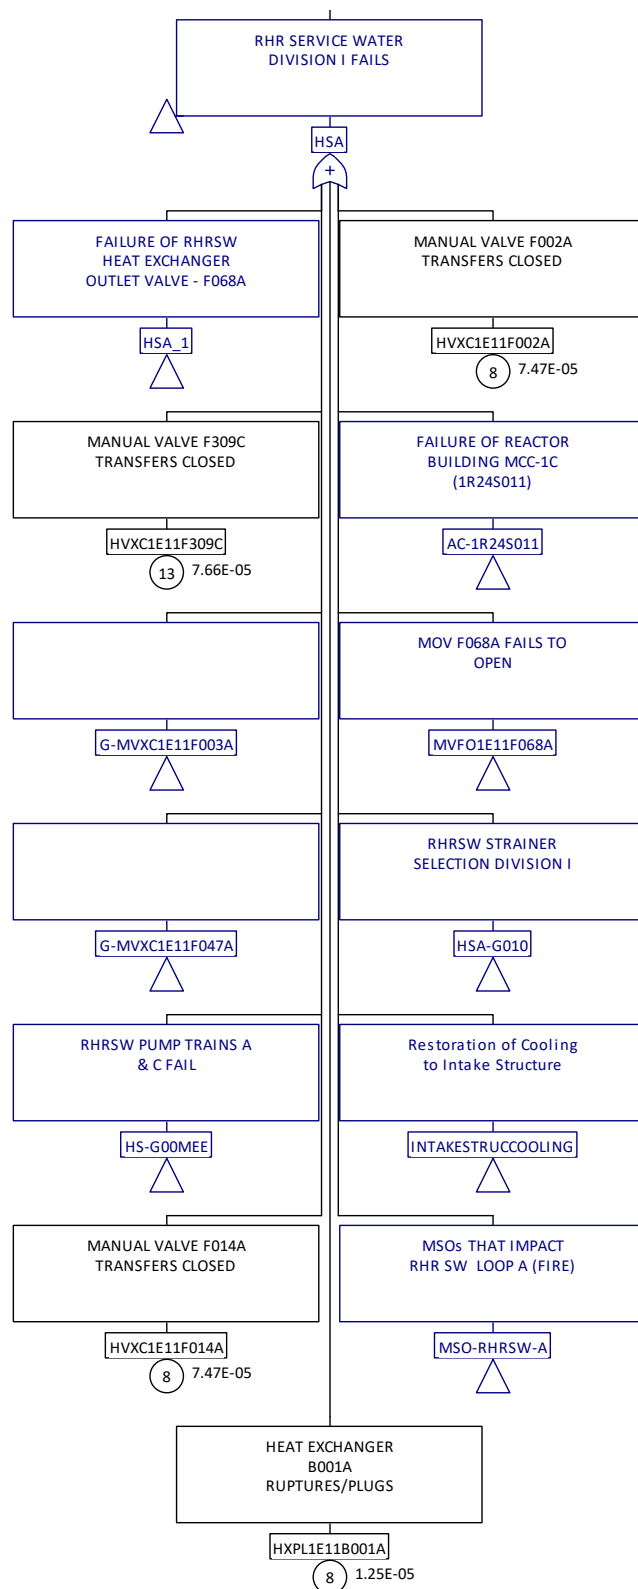 RHR SERVICE WATER
DIVISION I FAILS
HSA
+
FAILURE OF RHRSW
HEAT EXCHANGER
OUTLET VALVE - F068A
HSA_1
MANUAL VALVE F002A
TRANSFERS CLOSED
HVXC1E11F002A
8 7.47E-05
MANUAL VALVE F309C
TRANSFERS CLOSED
HVXC1E11F309C
13 7.66E-05
FAILURE OF REACTOR
BUILDING MCC-1C
(1R24S011)
AC-1R24S011
G-MVXC1E11F003A
MOV F068A FAILS TO
OPEN
MVFO1E11F068A
G-MVXC1E11F047A
RHRSW STRAINER
SELECTION DIVISION I
HSA-G010
RHRSW PUMP TRAINS A
& C FAIL
HS-G00MEE
Restoration of Cooling
to Intake Structure
INTAKESTRUCCOOLING
MANUAL VALVE F014A
TRANSFERS CLOSED
HVXC1E11F014A
8 7.47E-05
MSOs THAT IMPACT
RHR SW LOOP A (FIRE)
MSO-RHRSW-A
HEAT EXCHANGER
B001A
RUPTURES/PLUGS
HXPL1E11B001A
8 1.25E-05